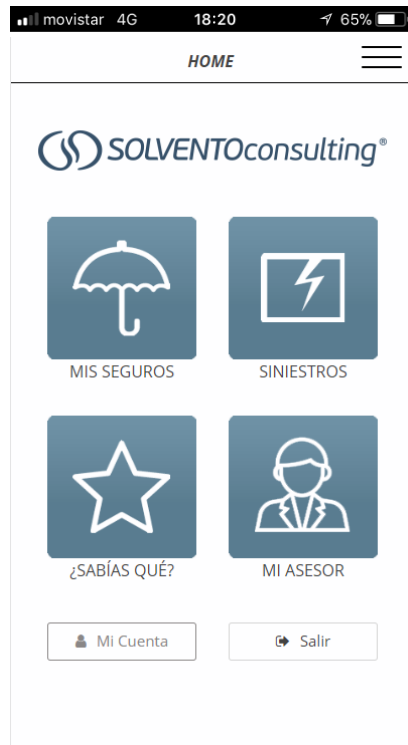 movistar 4G 18:20 65%
HOME
SOLVENTOconsulting®
MIS SEGUROS SINIESTROS
¿SABÍAS QUÉ? MI ASESOR
Mi Cuenta Salir